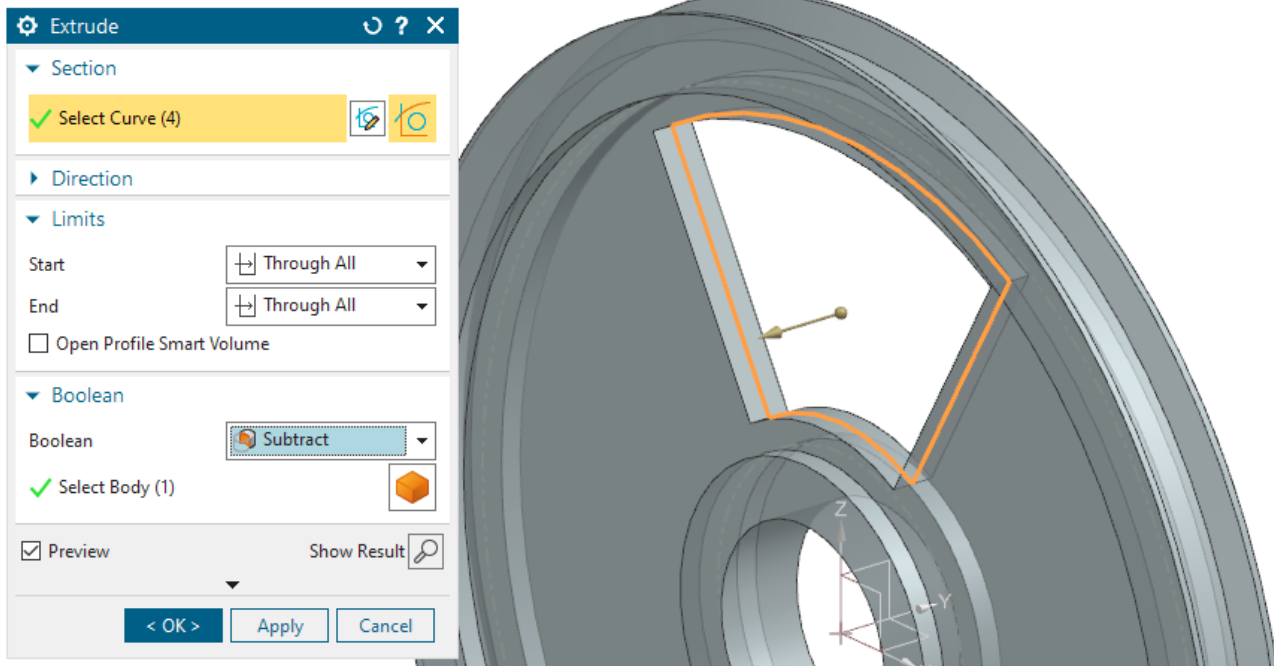 Extrude ?
Section
Select Curve (4)
Direction
Limits
Start Through All
End Through All
Open Profile Smart Volume
Boolean
Boolean Subtract
Select Body (1)
Preview Show Result
< OK > Apply Cancel
Z
Y